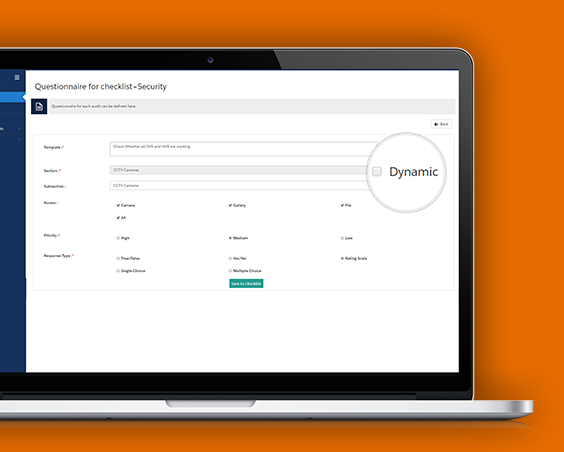 Questionnaire for checklist-Security
Questionnaire for each audit can be defined here.
Back
Template :*
Check Whether all DVR and NVR are working
Dynamic
Section :*
CCTV Cameras
Subsection :
CCTV Cameras
Access :
Camera
Gallery
File
All
Priority :*
High
Medium
Low
Response Type :*
True/False
Yes/No
Rating Scale
Single Choice
Multiple Choice
Save to Checklist